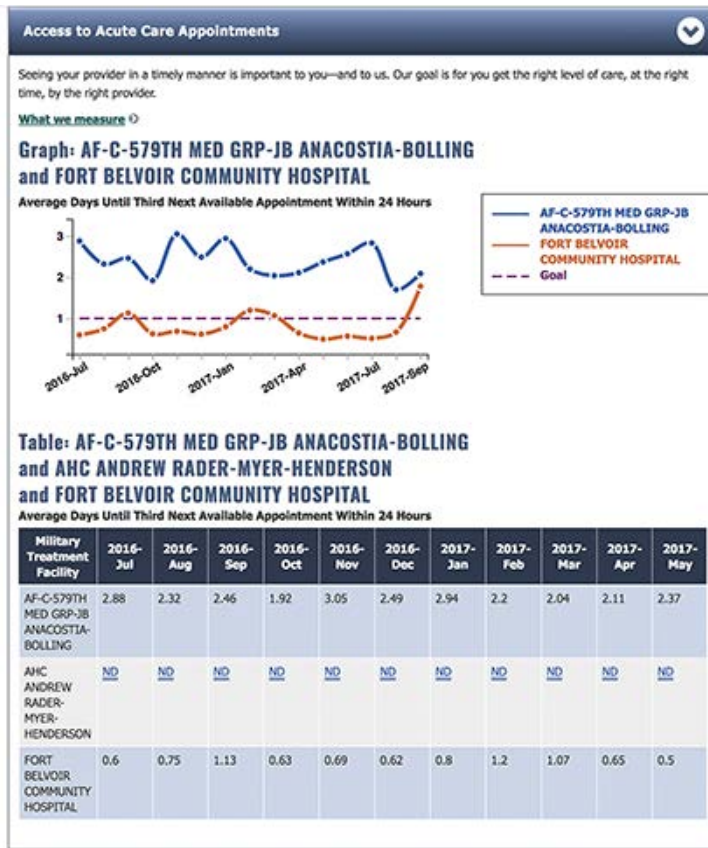 Access to Acute Care Appointments
Seeing your provider in a timely manner is important to you—and to us. Our goal is for you get the right level of care, at the right
time, by the right provider.
What we measure
Graph: AF-C-579TH MED GRP-JB ANACOSTIA-BOLLING
and FORT BELVOIR COMMUNITY HOSPITAL
Average Days Until Third Next Available Appointment Within 24 Hours
AF-C-579TH MED GRP-JB
ANACOSTIA-BOLLING
FORT BELVOIR
COMMUNITY HOSPITAL
Goal
3
2
1
2016-Jul 2016-Oct 2017-Jan 2017-Apr 2017-Jul 2017-Sep
Table: AF-C-579TH MED GRP-JB ANACOSTIA-BOLLING
and AHC ANDREW RADER-MYER-HENDERSON
and FORT BELVOIR COMMUNITY HOSPITAL
Average Days Until Third Next Available Appointment Within 24 Hours
Military
Treatment
Facility
2016-
Jul
2016-
Aug
2016-
Sep
2016-
Oct
2016-
Nov
2016-
Dec
2017-
Jan
2017-
Feb
2017-
Mar
2017-
Apr
2017-
May
AF-C-579TH
MED GRP-JB
ANACOSTIA-
BOLLING
2.88 2.32 2.46 1.92 3.05 2.49 2.94 2.2 2.04 2.11 2.37
AHC
ANDREW
RADER-
MYER-
HENDERSON
ND ND ND ND ND ND ND ND ND ND ND
FORT
BELVOIR
COMMUNITY
HOSPITAL
0.6 0.75 1.13 0.63 0.69 0.62 0.8 1.2 1.07 0.65 0.5